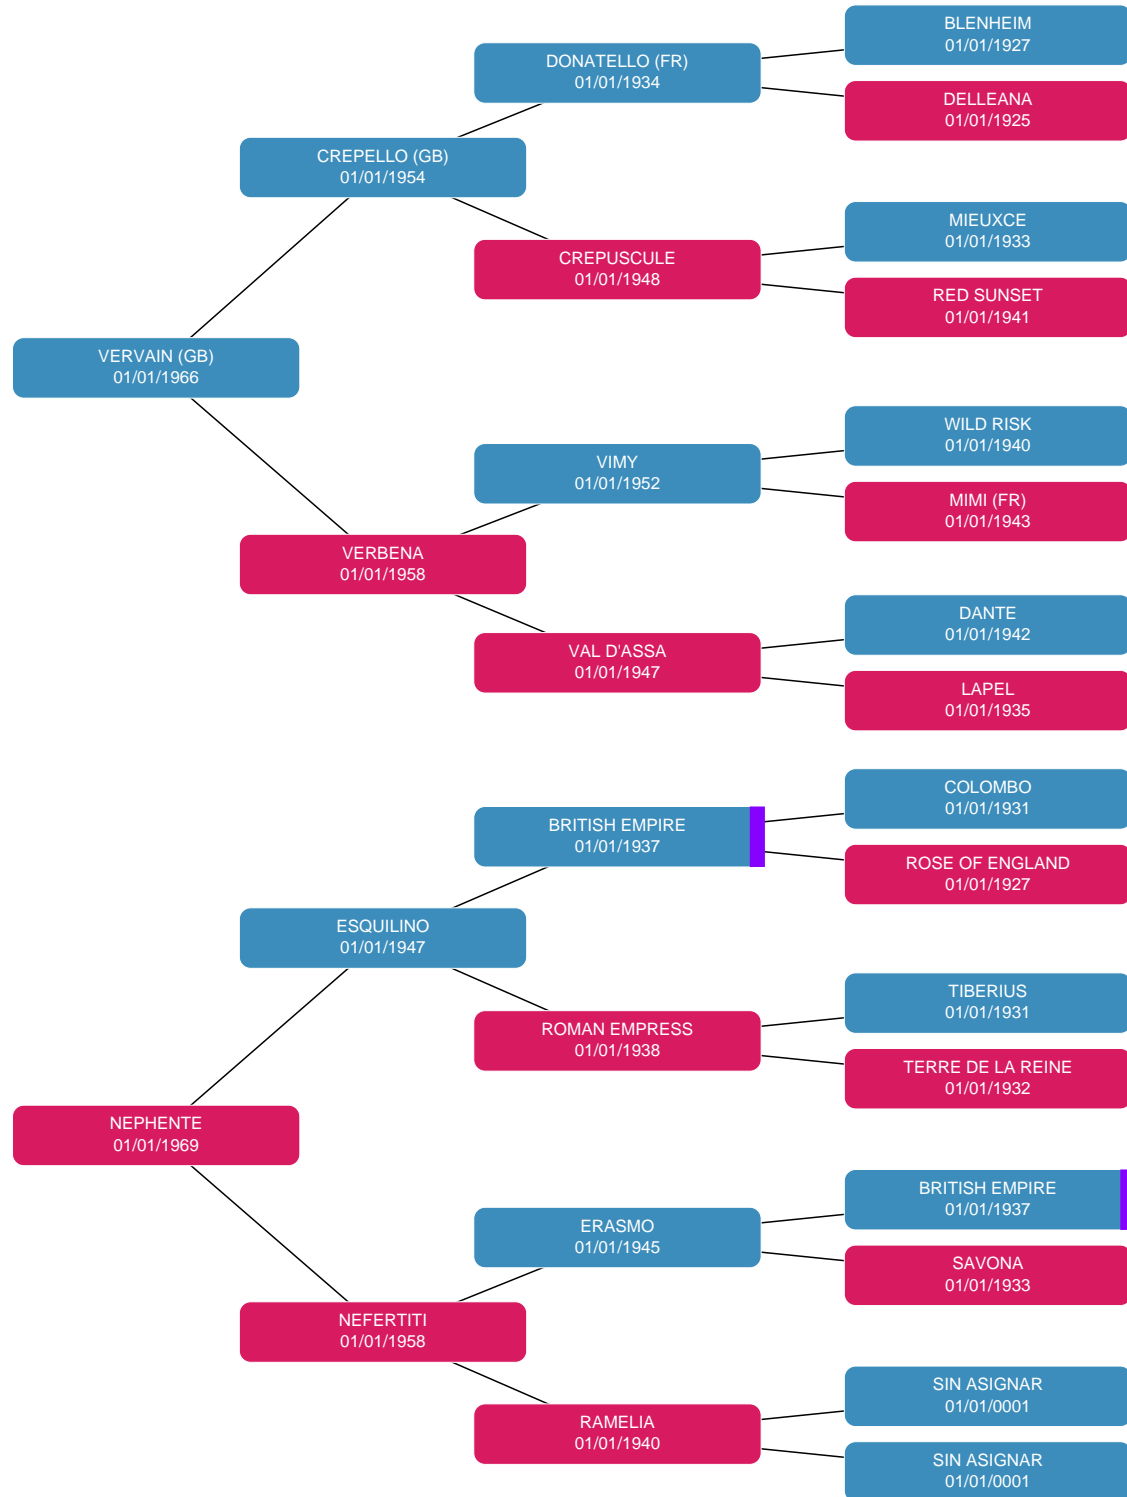 BLENHEIM
01/01/1927
DONATELLO (FR)
01/01/1934
DELLEANA
01/01/1925
CREPELLO (GB)
01/01/1954
MIEUXCE
01/01/1933
CREPUSCULE
01/01/1948
RED SUNSET
01/01/1941
VERVAIN (GB)
01/01/1966
WILD RISK
01/01/1940
VIMY
01/01/1952
MIMI (FR)
01/01/1943
VERBENA
01/01/1958
DANTE
01/01/1942
VAL D'ASSA
01/01/1947
LAPEL
01/01/1935
COLOMBO
01/01/1931
BRITISH EMPIRE
01/01/1937
ROSE OF ENGLAND
01/01/1927
ESQUILINO
01/01/1947
TIBERIUS
01/01/1931
ROMAN EMPRESS
01/01/1938
TERRE DE LA REINE
01/01/1932
NEPHENTE
01/01/1969
BRITISH EMPIRE
01/01/1937
ERASMO
01/01/1945
SAVONA
01/01/1933
NEFERTITI
01/01/1958
SIN ASIGNAR
01/01/0001
RAMELIA
01/01/1940
SIN ASIGNAR
01/01/0001